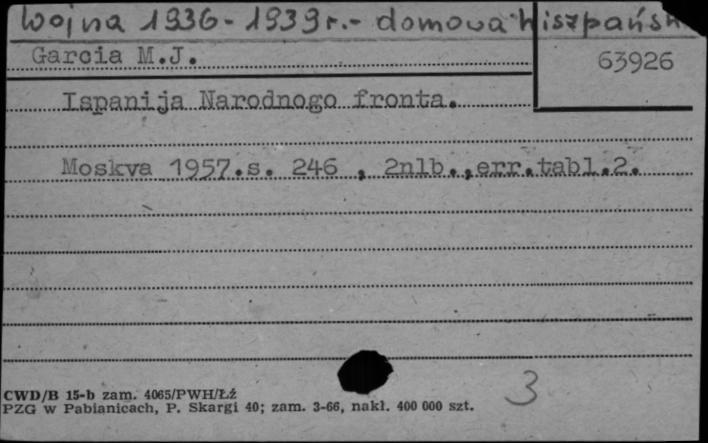 Wojna 1936-1939 r. - domowa hiszpańsk
Garcia M.J.
63926
Ispanija Narodnogo fronta.
Moskva 1957.s. 246 , 2nlb.,err.tabl.2.
3
CWD/B 15-b zam. 4065/PWH/Łź
PZG w Pabianicach, P. Skargi 40; zam. 3-66, nakł. 400 000 szt.